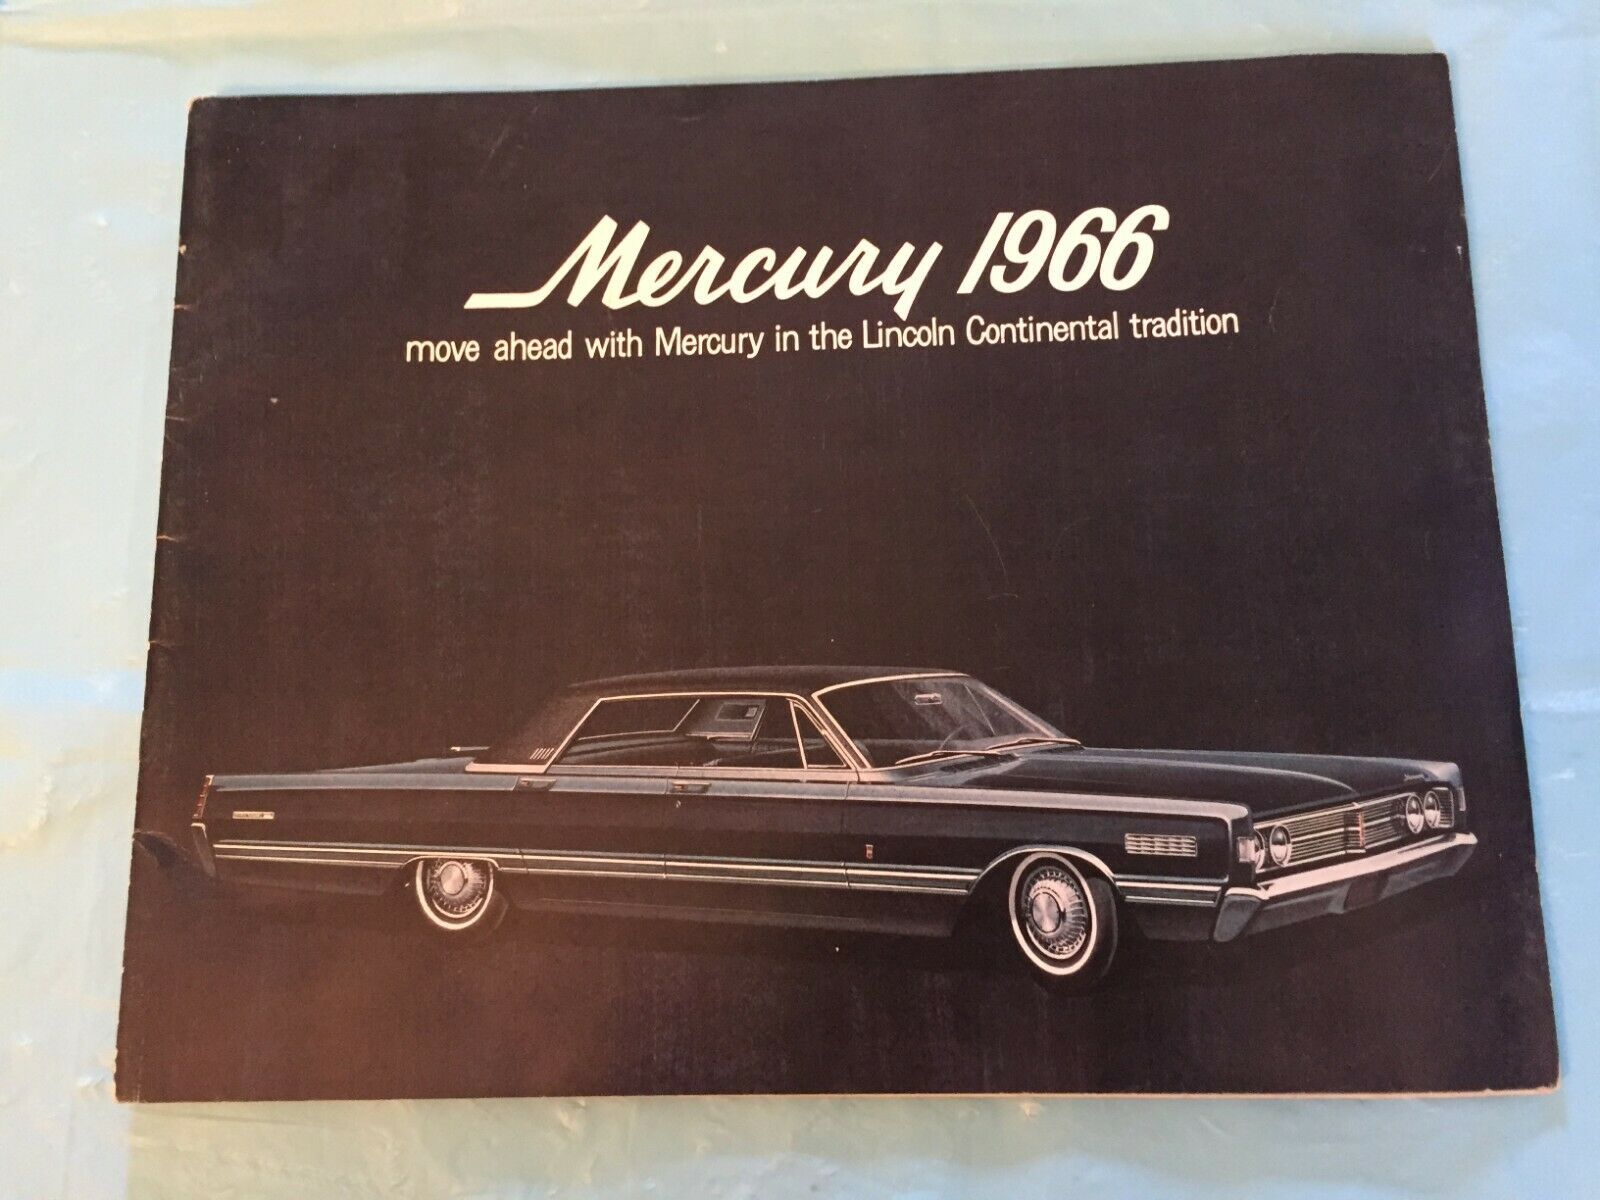 Mercury 1966
move ahead with Mercury in the Lincoln Continental tradition